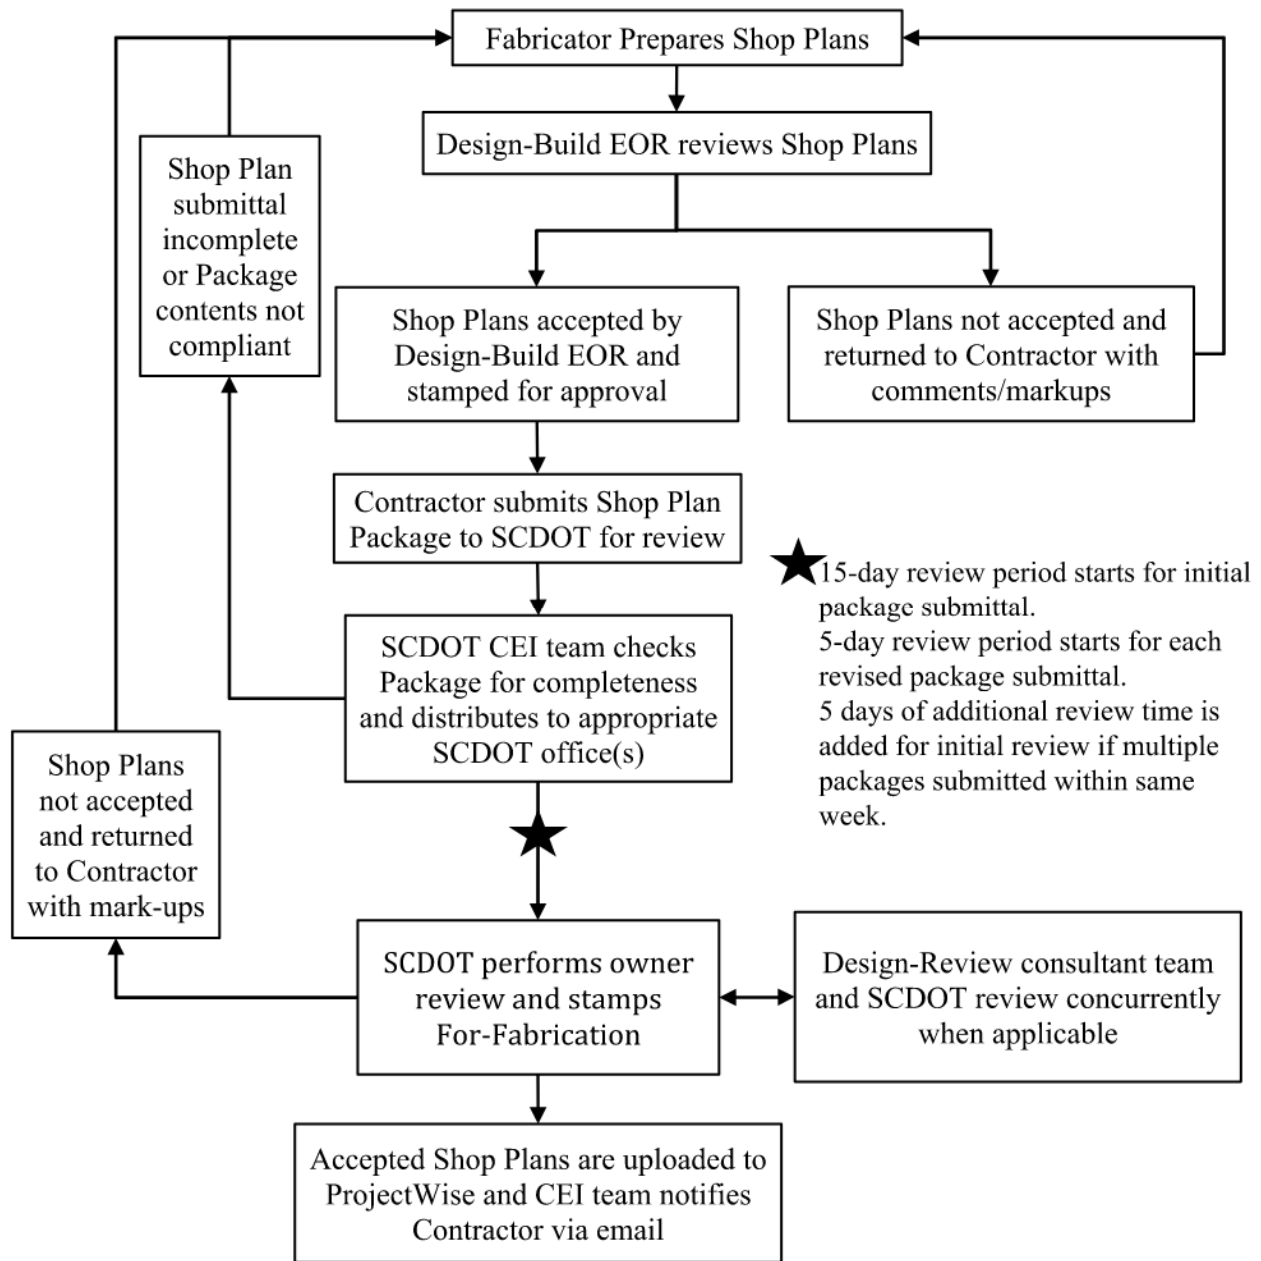 Fabricator Prepares Shop Plans
Design-Build EOR reviews Shop Plans
Shop Plan
submittal
incomplete
or Package
contents not
compliant
Shop Plans accepted by
Design-Build EOR and
stamped for approval
Shop Plans not accepted and
returned to Contractor with
comments/markups
Contractor submits Shop Plan
Package to SCDOT for review
15-day review period starts for initial
package submittal.
5-day review period starts for each
revised package submittal.
5 days of additional review time is
added for initial review if multiple
packages submitted within same
week.
SCDOT CEI team checks
Package for completeness
and distributes to appropriate
SCDOT office(s)
Shop Plans
not accepted
and returned
to Contractor
with mark-ups
SCDOT performs owner
review and stamps
For-Fabrication
Design-Review consultant team
and SCDOT review concurrently
when applicable
Accepted Shop Plans are uploaded to
ProjectWise and CEI team notifies
Contractor via email